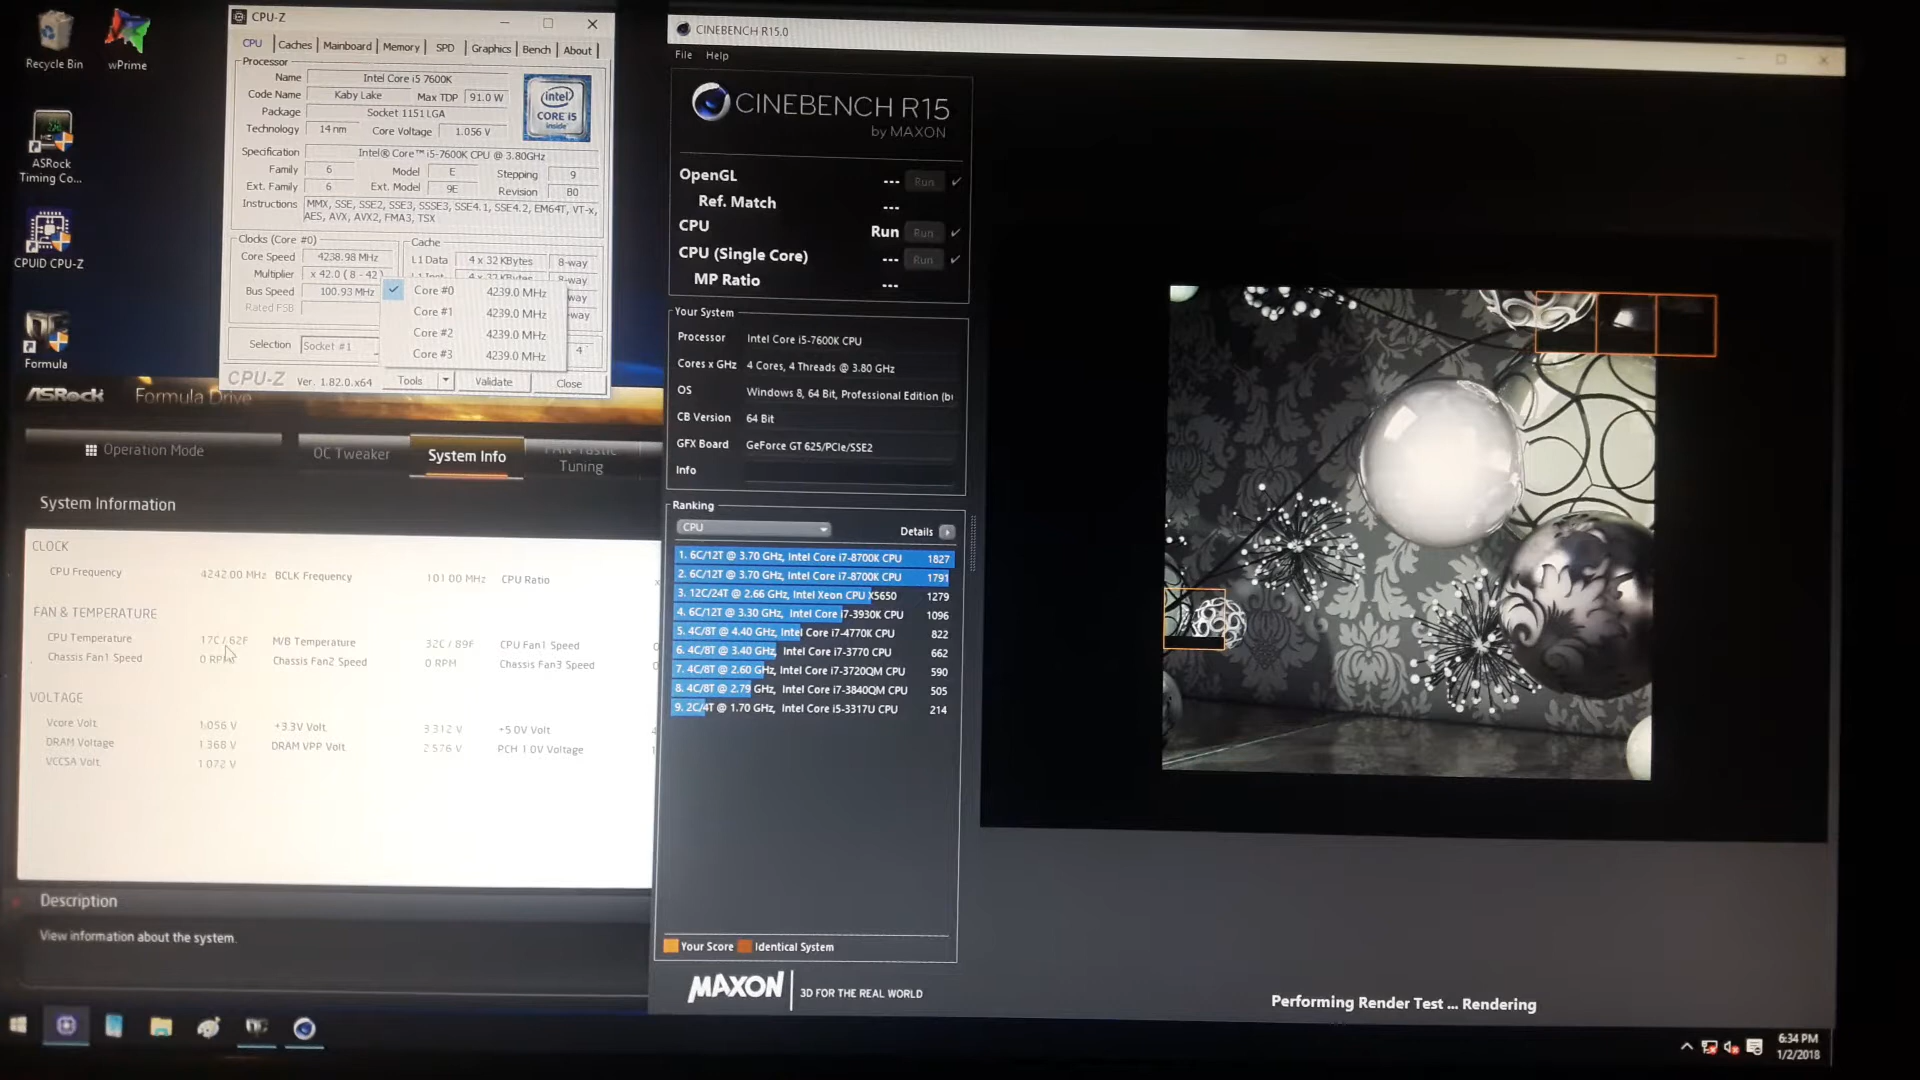 Recycle Bin
wPrime
ASRock
Timing Co...
CPUID CPU-Z
Formula
CPU-Z
CPU
Caches
Mainboard
Memory
SPD
Graphics
Bench
About
Processor
Name
Intel Core i5 7600K
Code Name
Kaby Lake
Max TDP
91.0 W
Package
Socket 1151 LGA
Technology
14 nm
Core Voltage
1.056 V
intel
CORE i5
inside
Specification
Intel® Core™ i5-7600K CPU @ 3.80GHz
Family
6
Model
E
Stepping
9
Ext. Family
6
Ext. Model
9E
Revision
B0
Instructions
MMX, SSE, SSE2, SSE3, SSSE3, SSE4.1, SSE4.2, EM64T, VT-x,
AES, AVX, AVX2, FMA3, TSX
Clocks (Core #0)
Core Speed
4238.98 MHz
Multiplier
x 42.0 ( 8 - 42 )
Bus Speed
100.93 MHz
Rated FSB
Cache
L1 Data
4 x 32 KBytes
8-way
4 x 32 KBytes
-way
way
-way
Core #0 4239.0 MHz
Core #1 4239.0 MHz
Core #2 4239.0 MHz
Core #3 4239.0 MHz
Selection
Socket #1
4
CPU-Z
Ver. 1.82.0.x64
Tools
Validate
Close
ASRock
Formula Drive
Operation Mode
OC Tweaker
System Info
FAN-Tastic
Tuning
System Information
CLOCK
CPU Frequency
4242.00 MHz
BCLK Frequency
101.00 MHz
CPU Ratio
x
FAN & TEMPERATURE
CPU Temperature
17C / 62F
M/B Temperature
32C / 89F
CPU Fan1 Speed
0
Chassis Fan1 Speed
0 RPM
Chassis Fan2 Speed
0 RPM
Chassis Fan3 Speed
0
VOLTAGE
Vcore Volt
1.056 V
+3.3V Volt
3.312 V
+5.0V Volt
DRAM Voltage
1.368 V
DRAM VPP Volt
2.576 V
PCH 1.0V Voltage
VCCSA Volt
1.072 V
Description
View information about the system.
CINEBENCH R15.0
File
Help
CINEBENCH R15
by MAXON
OpenGL
---
Run
Ref. Match
---
CPU
Run
Run
CPU (Single Core)
---
Run
MP Ratio
---
Your System
Processor
Intel Core i5-7600K CPU
Cores x GHz
4 Cores, 4 Threads @ 3.80 GHz
OS
Windows 8, 64 Bit, Professional Edition (bu
CB Version
64 Bit
GFX Board
GeForce GT 625/PCIe/SSE2
Info
Ranking
CPU
Details
1. 6C/12T @ 3.70 GHz, Intel Core i7-8700K CPU 1827
2. 6C/12T @ 3.70 GHz, Intel Core i7-8700K CPU 1791
3. 12C/24T @ 2.66 GHz, Intel Xeon CPU X5650 1279
4. 6C/12T @ 3.30 GHz, Intel Core i7-3930K CPU 1096
5. 4C/8T @ 4.40 GHz, Intel Core i7-4770K CPU 822
6. 4C/8T @ 3.40 GHz, Intel Core i7-3770 CPU 662
7. 4C/8T @ 2.60 GHz, Intel Core i7-3720QM CPU 590
8. 4C/8T @ 2.79 GHz, Intel Core i7-3840QM CPU 505
9. 2C/4T @ 1.70 GHz, Intel Core i5-3317U CPU 214
Your Score
Identical System
MAXON
3D FOR THE REAL WORLD
Performing Render Test ... Rendering
6:34 PM
1/2/2018